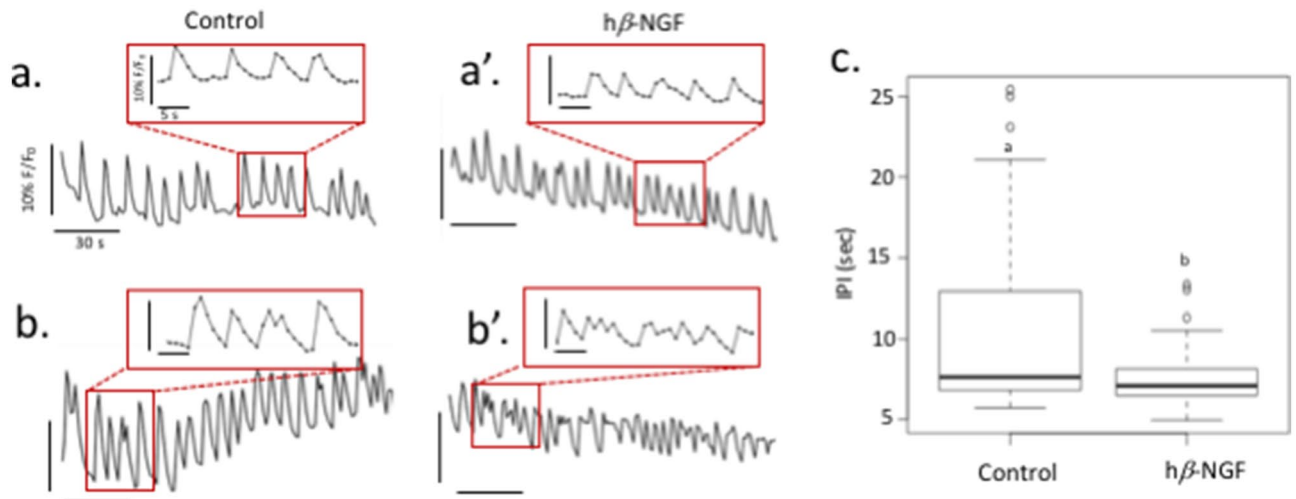 Control
hβ-NGF
a.
10% F/F₀
5 s
10% F/F₀
30 s
a′.
b.
b′.
c.
IPI (sec)
25
20
15
10
5
a
b
Control
hβ-NGF